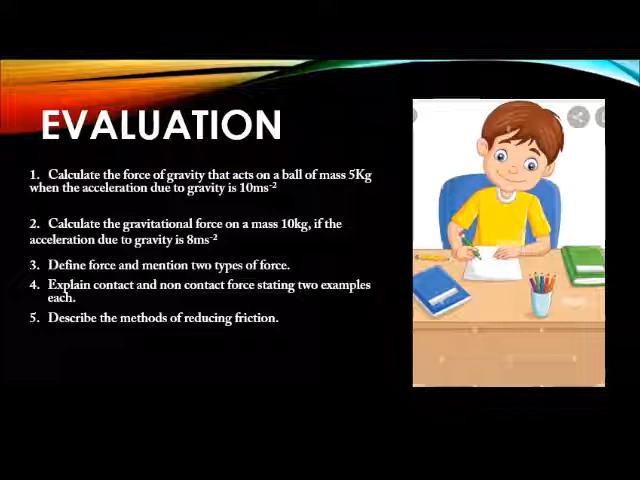 EVALUATION
1. Calculate the force of gravity that acts on a ball of mass 5Kg
when the acceleration due to gravity is 10ms⁻²
2. Calculate the gravitational force on a mass 10kg, if the
acceleration due to gravity is 8ms⁻²
3. Define force and mention two types of force.
4. Explain contact and non contact force stating two examples
each.
5. Describe the methods of reducing friction.